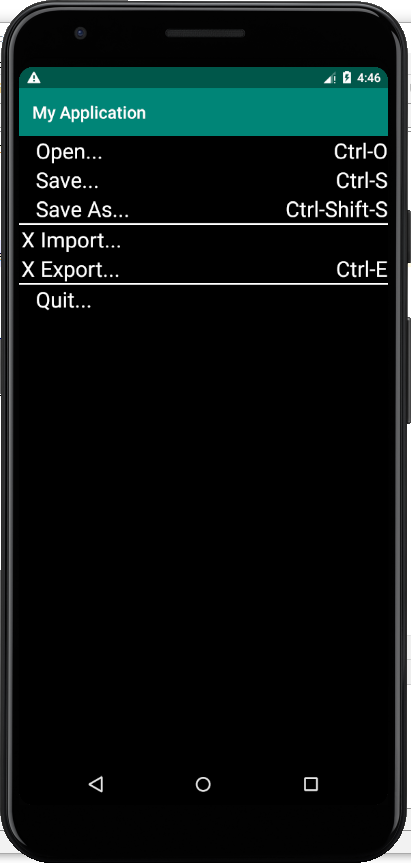 4:46
My Application
Open... Ctrl-O
Save... Ctrl-S
Save As... Ctrl-Shift-S
X Import...
X Export... Ctrl-E
Quit...